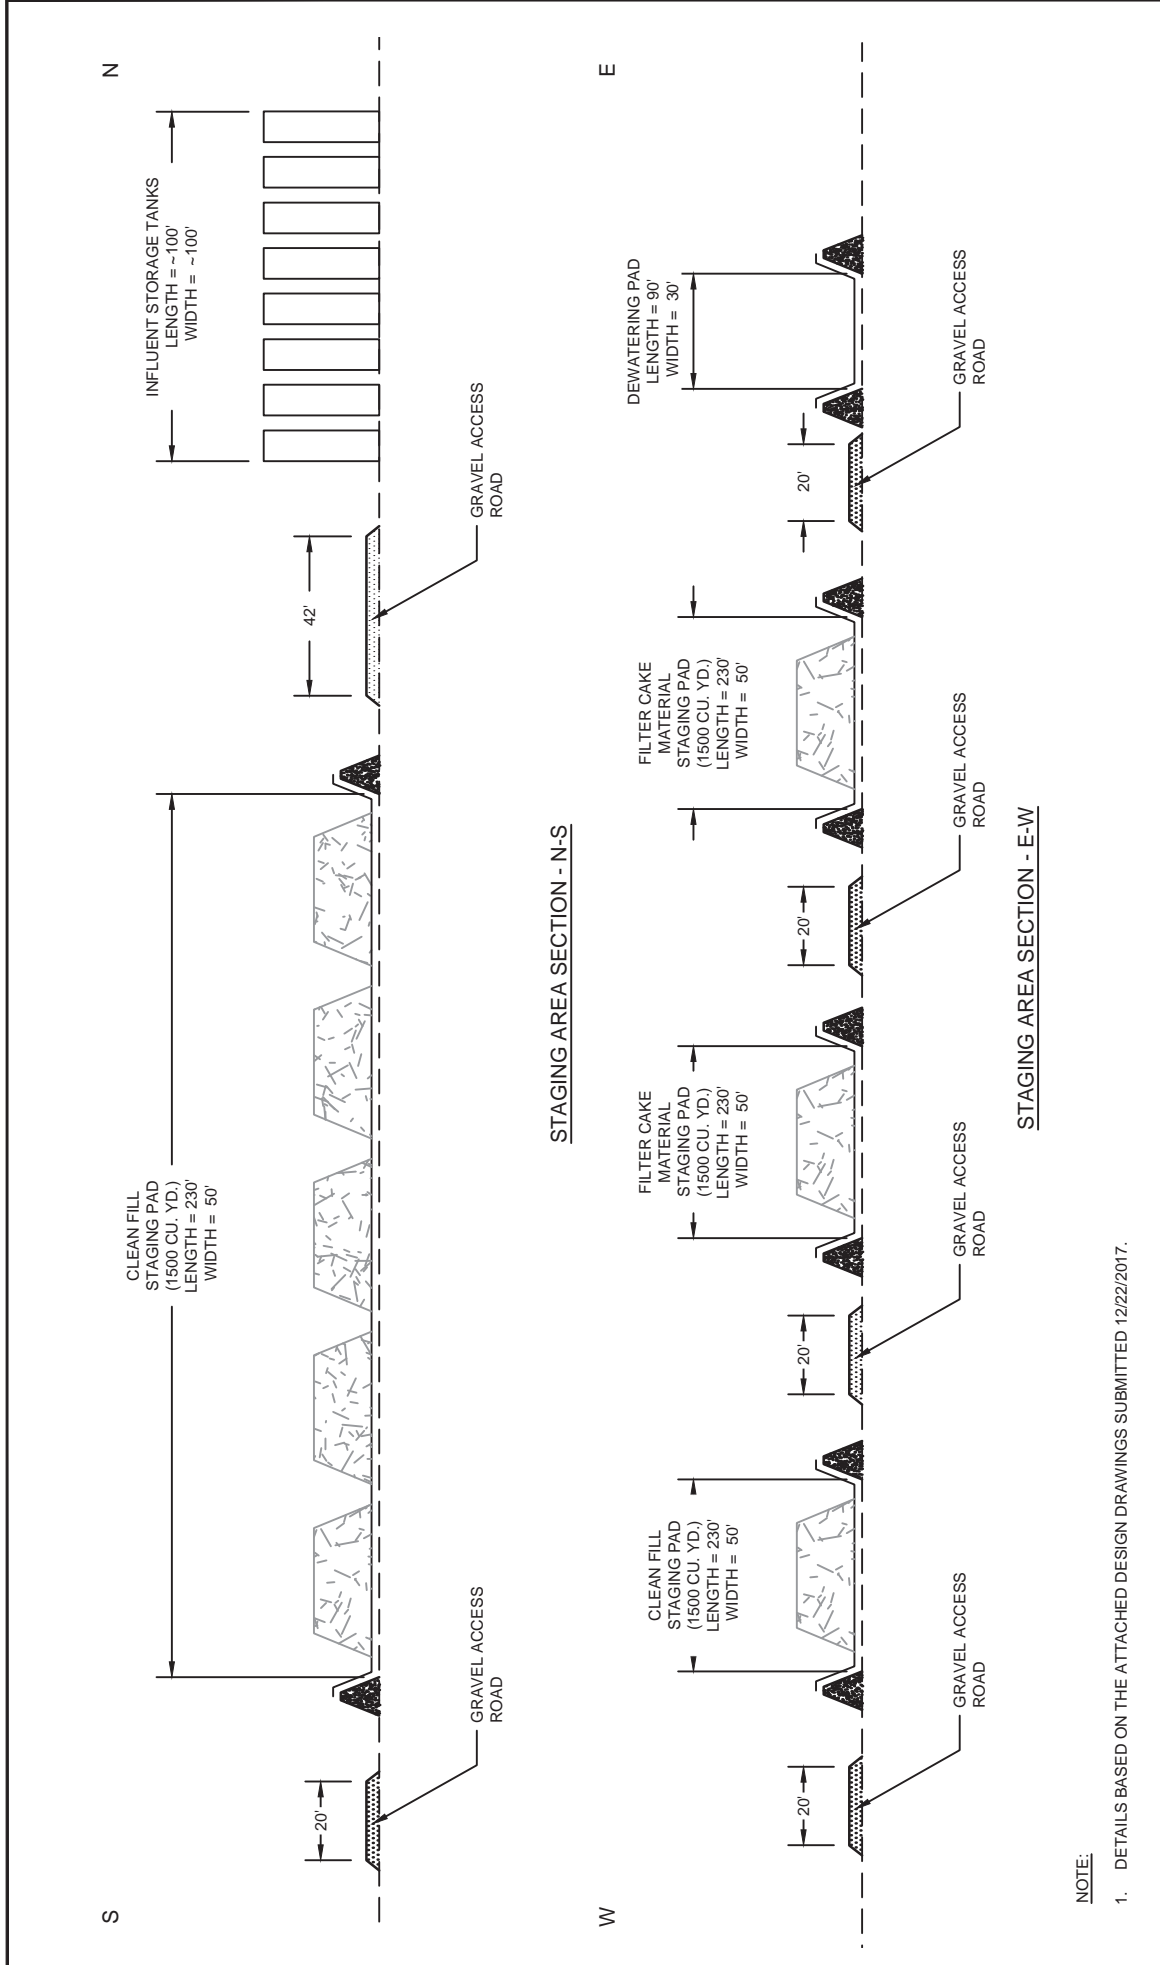 S
N
INFLUENT STORAGE TANKS
LENGTH = ~100'
WIDTH = ~100'
CLEAN FILL
STAGING PAD
(1500 CU. YD.)
LENGTH = 230'
WIDTH = 50'
20'
42'
GRAVEL ACCESS
ROAD
GRAVEL ACCESS
ROAD
STAGING AREA SECTION - N-S
W
E
CLEAN FILL
STAGING PAD
(1500 CU. YD.)
LENGTH = 230'
WIDTH = 50'
FILTER CAKE
MATERIAL
STAGING PAD
(1500 CU. YD.)
LENGTH = 230'
WIDTH = 50'
FILTER CAKE
MATERIAL
STAGING PAD
(1500 CU. YD.)
LENGTH = 230'
WIDTH = 50'
DEWATERING PAD
LENGTH = 90'
WIDTH = 30'
20'
20'
20'
20'
GRAVEL ACCESS
ROAD
GRAVEL ACCESS
ROAD
GRAVEL ACCESS
ROAD
GRAVEL ACCESS
ROAD
STAGING AREA SECTION - E-W
NOTE:
1. DETAILS BASED ON THE ATTACHED DESIGN DRAWINGS SUBMITTED 12/22/2017.